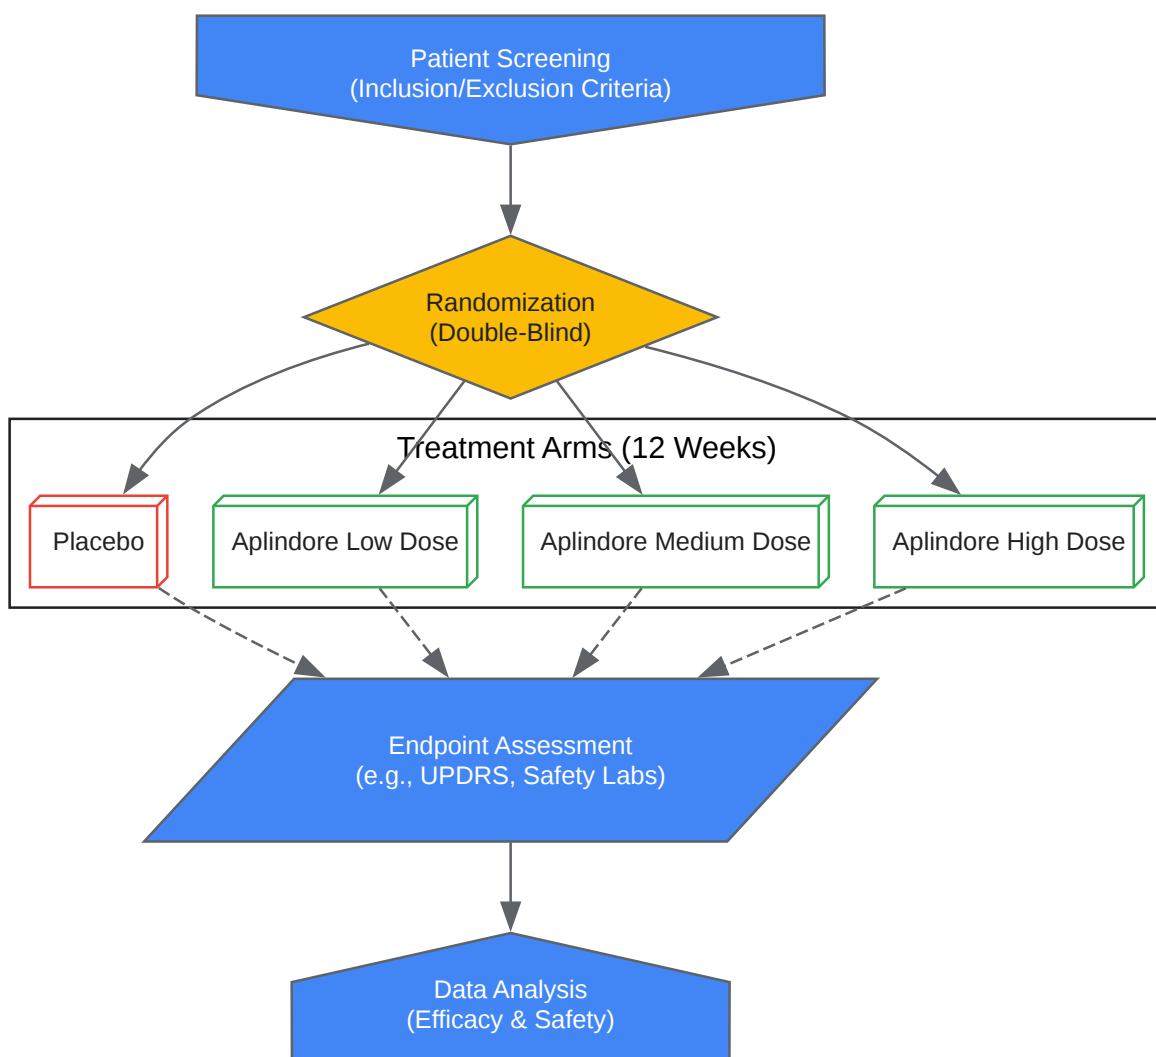 Patient Screening
(Inclusion/Exclusion Criteria)
Randomization
(Double-Blind)
Treatment Arms (12 Weeks)
Placebo
Aplindore Low Dose
Aplindore Medium Dose
Aplindore High Dose
Endpoint Assessment
(e.g., UPDRS, Safety Labs)
Data Analysis
(Efficacy & Safety)